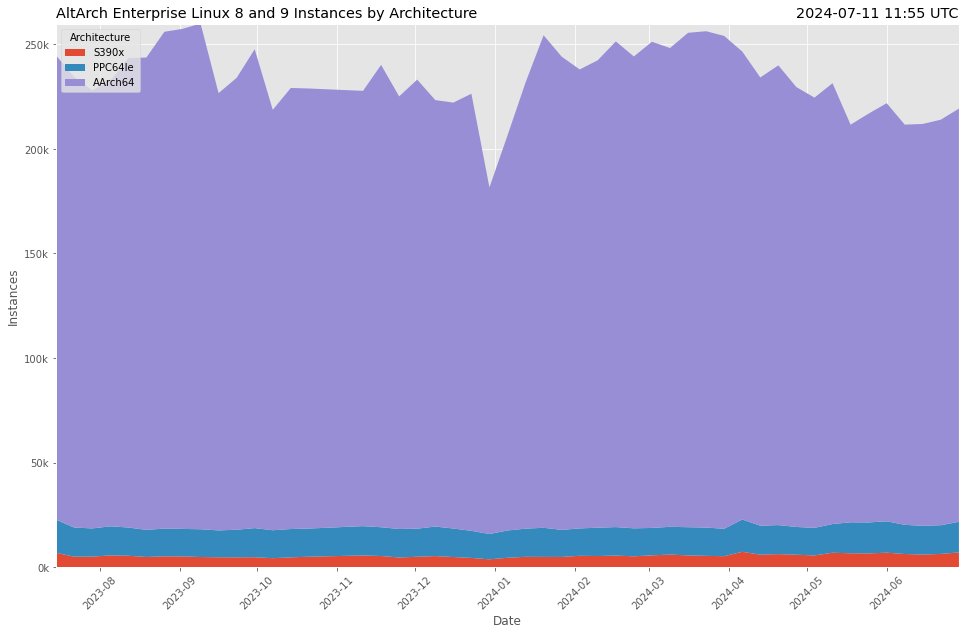 AltArch Enterprise Linux 8 and 9 Instances by Architecture
2024-07-11 11:55 UTC
Architecture
S390x
PPC64le
AArch64
250k
200k
150k
100k
50k
0k
Instances
2023-08
2023-09
2023-10
2023-11
2023-12
2024-01
2024-02
2024-03
2024-04
2024-05
2024-06
Date